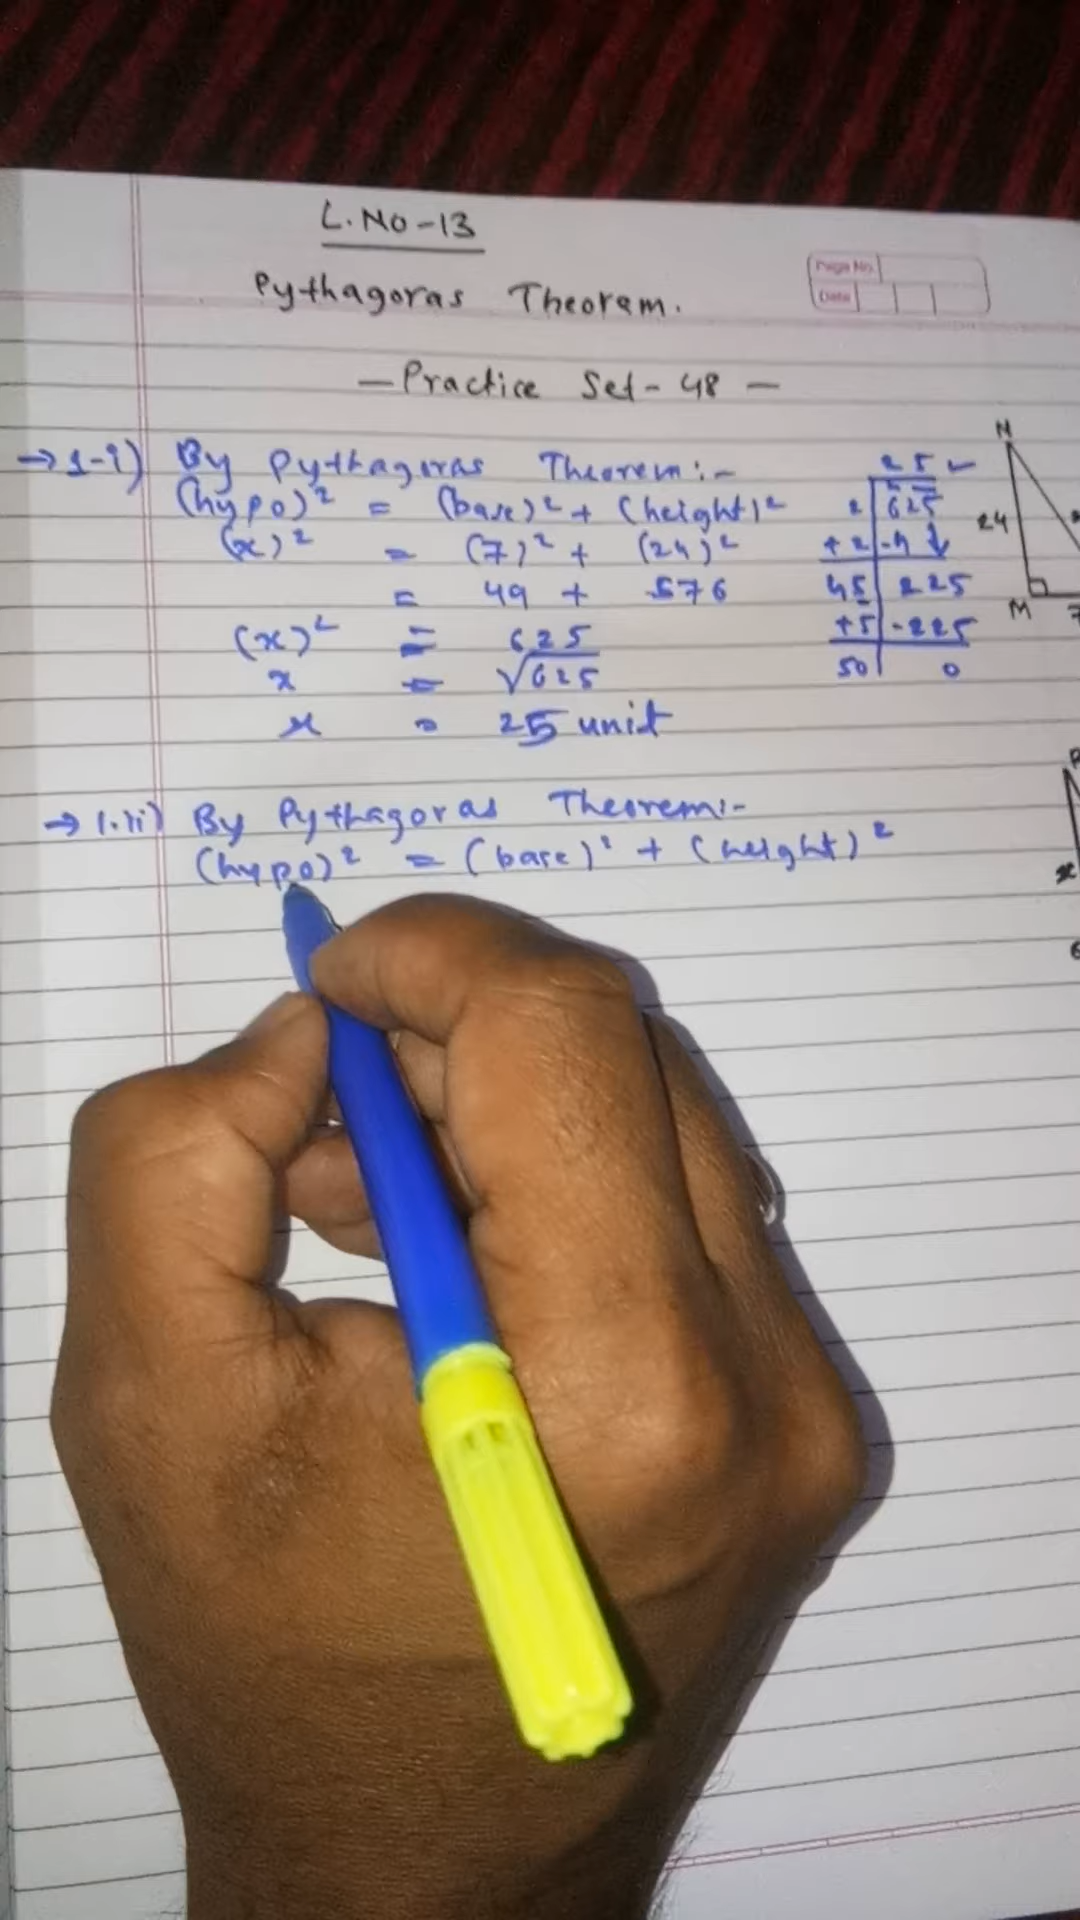 L.No-13
Pythagoras Theorem.
Page No.
Date
- Practice Set-48 -
→ 1-i) By Pythagoras Theorem:-
(hypo)² = (base)² + (height)²
(x)² = (7)² + (24)²
= 49 + 576
(x)² = 625
x = √625
x = 25 unit
25
2 | 625
+2 | -4 ↓
45 | 225
+5 | -225
50 | 0
N
24
M
7
→ 1.ii) By Pythagoras Theorem:-
(hypo)² = (base)² + (height)²
P
x